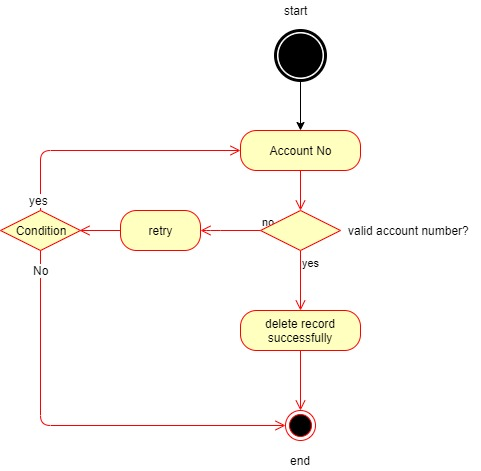 start
Account No
yes
no
Condition
retry
valid account number?
yes
No
delete record
successfully
end